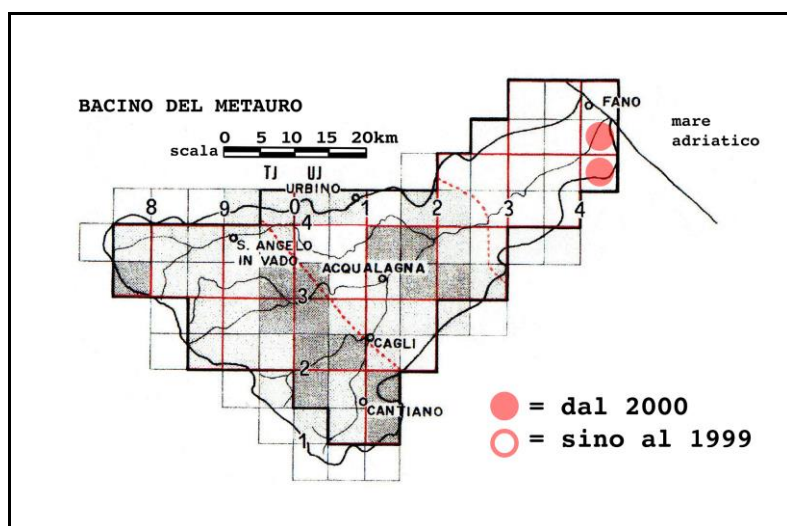 BACINO DEL METAURO
FANO
mare
adriatico
0 5 10 15 20km
scala
TJ UJ
URBINO
8 9 0 1 2 3 4
4
S. ANGELO
IN VADO
ACQUALAGNA
3
CAGLI
2
CANTIANO
1
= dal 2000
= sino al 1999